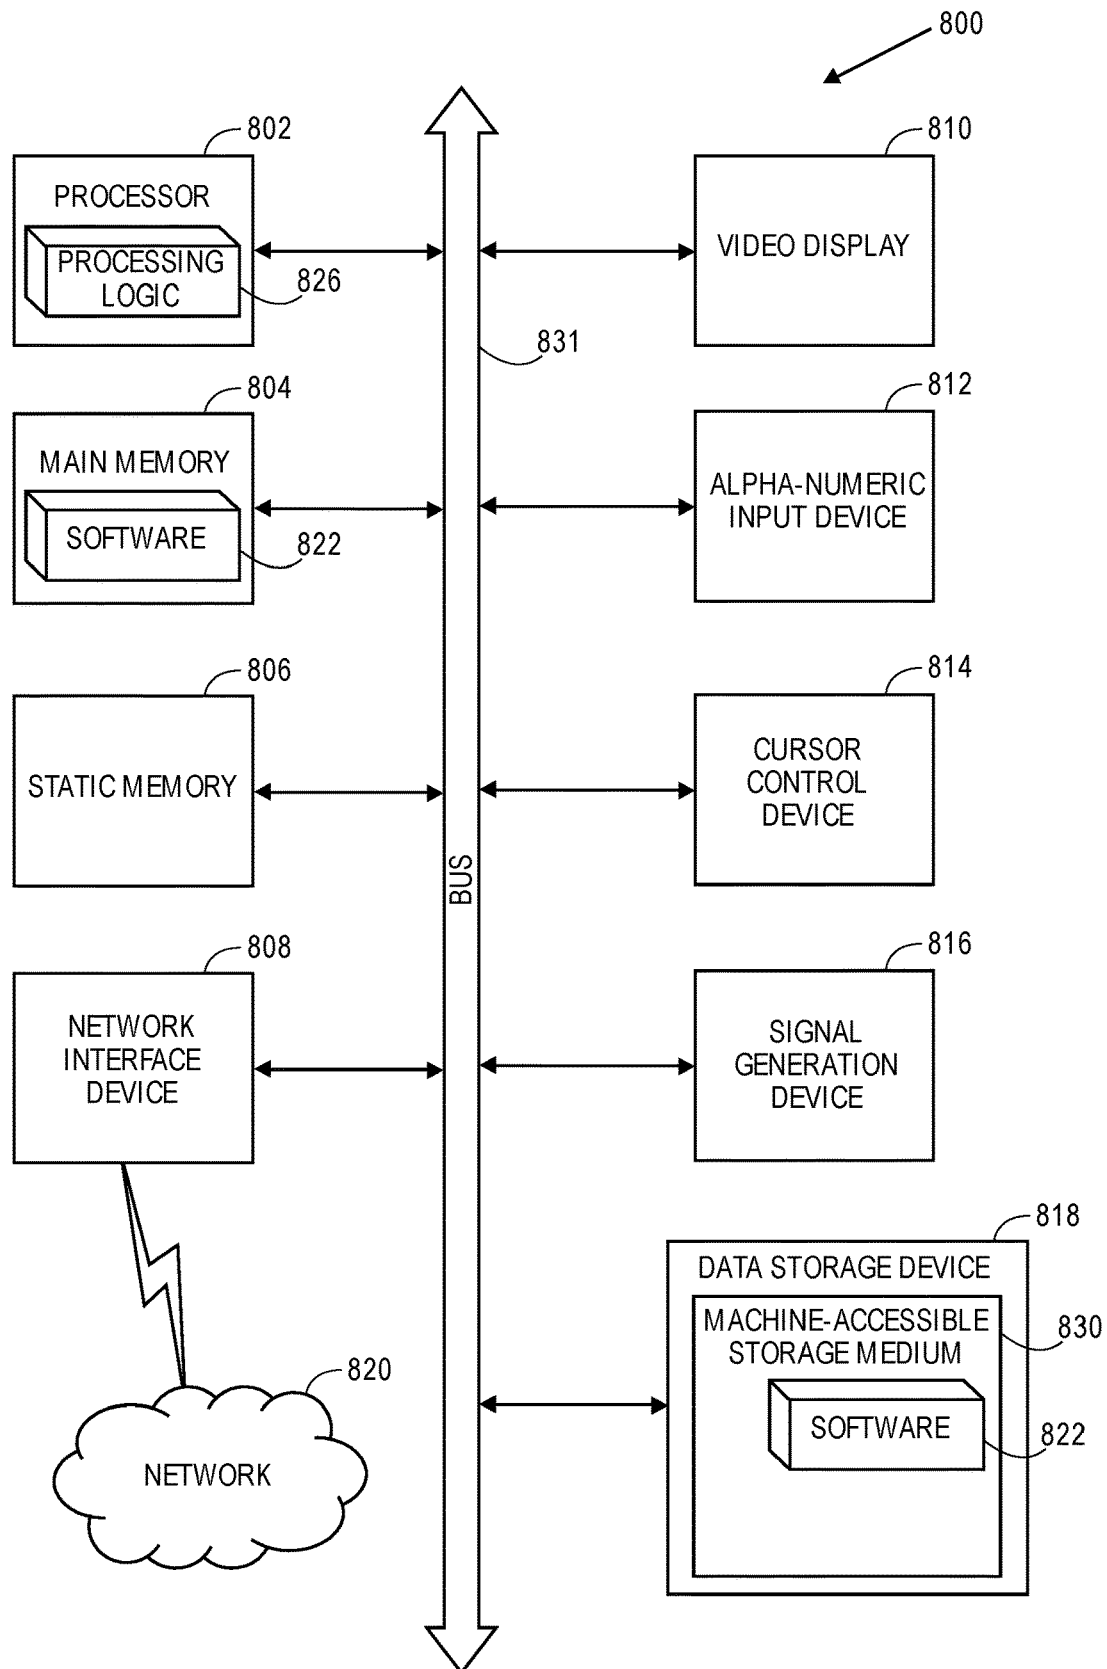 800
802
PROCESSOR
PROCESSING
LOGIC
826
810
VIDEO DISPLAY
831
804
MAIN MEMORY
SOFTWARE
822
812
ALPHA-NUMERIC
INPUT DEVICE
806
STATIC MEMORY
814
CURSOR
CONTROL
DEVICE
BUS
808
NETWORK
INTERFACE
DEVICE
816
SIGNAL
GENERATION
DEVICE
820
NETWORK
818
DATA STORAGE DEVICE
MACHINE-ACCESSIBLE
STORAGE MEDIUM
830
SOFTWARE
822